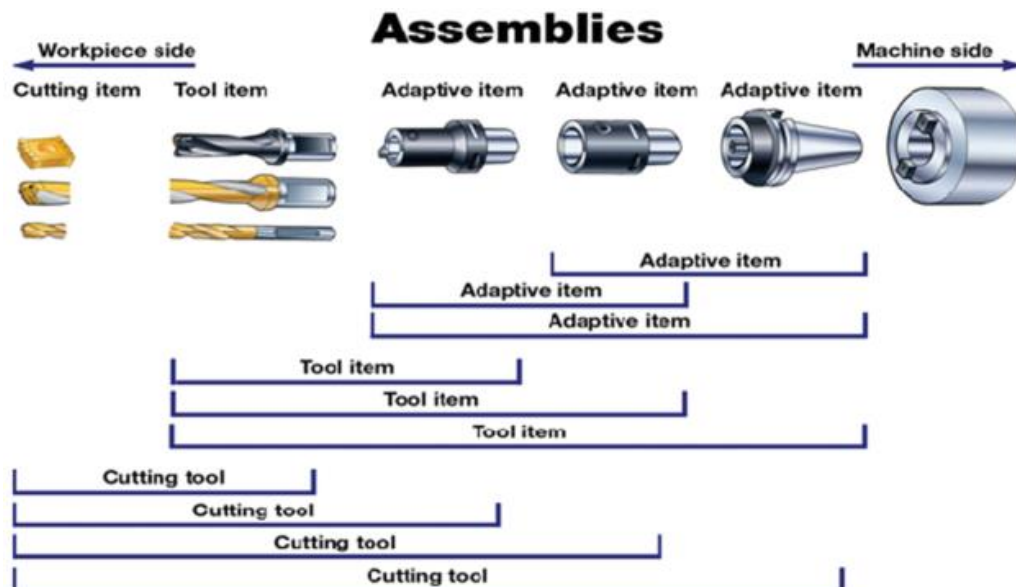 Assemblies
Workpiece side
Machine side
Cutting item
Tool item
Adaptive item
Adaptive item
Adaptive item
Adaptive item
Adaptive item
Adaptive item
Tool item
Tool item
Tool item
Cutting tool
Cutting tool
Cutting tool
Cutting tool